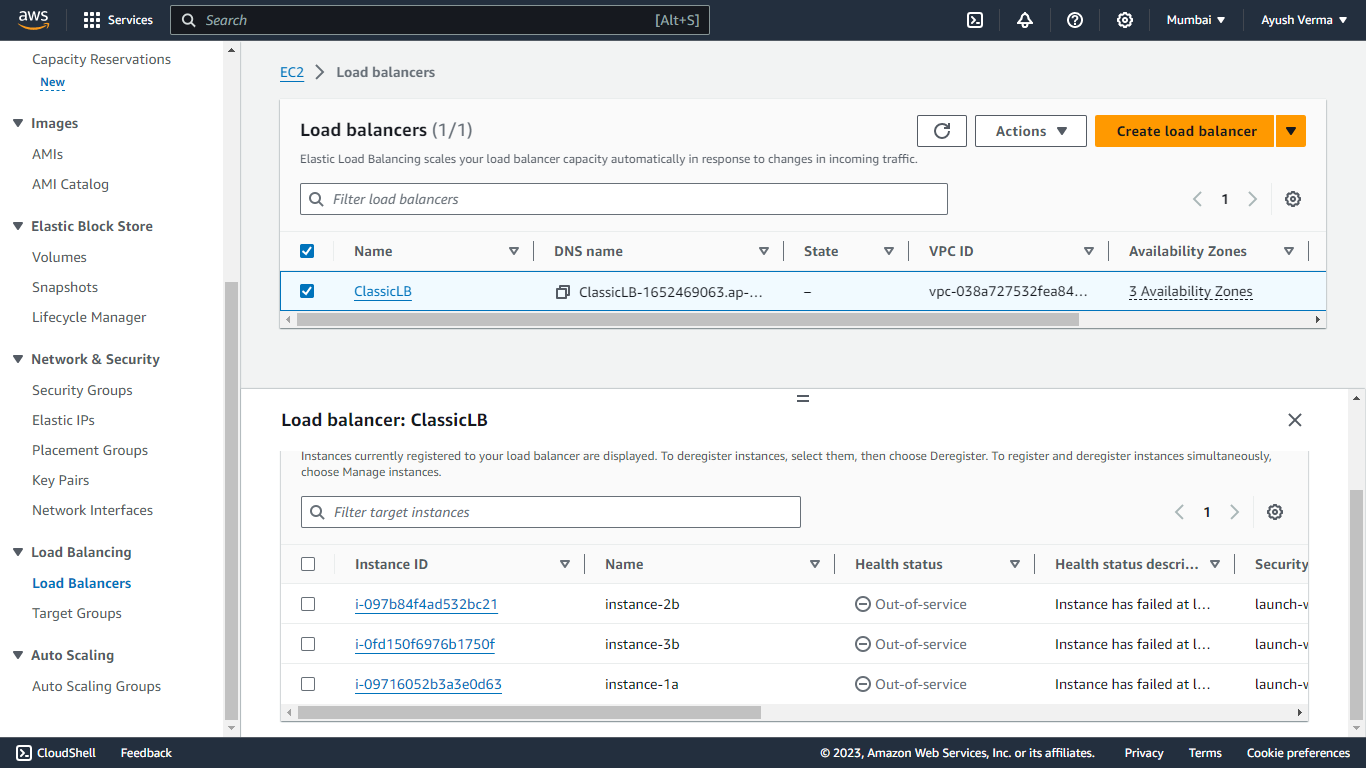 aws
Services
Search [Alt+S]
Mumbai
Ayush Verma
Capacity Reservations
New
Images
AMIs
AMI Catalog
Elastic Block Store
Volumes
Snapshots
Lifecycle Manager
Network & Security
Security Groups
Elastic IPs
Placement Groups
Key Pairs
Network Interfaces
Load Balancing
Load Balancers
Target Groups
Auto Scaling
Auto Scaling Groups
EC2 Load balancers
Load balancers (1/1)
Actions
Create load balancer
Elastic Load Balancing scales your load balancer capacity automatically in response to changes in incoming traffic.
Filter load balancers
1
Name DNS name State VPC ID Availability Zones
ClassicLB ClassicLB-1652469063.ap-... – vpc-038a727532fea84... 3 Availability Zones
Load balancer: ClassicLB
Instances currently registered to your load balancer are displayed. To deregister instances, select them, then choose Deregister. To register and deregister instances simultaneously,
choose Manage instances.
Filter target instances
1
Instance ID Name Health status Health status descri... Security
i-097b84f4ad532bc21 instance-2b Out-of-service Instance has failed at l... launch-w
i-0fd150f6976b1750f instance-3b Out-of-service Instance has failed at l... launch-w
i-09716052b3a3e0d63 instance-1a Out-of-service Instance has failed at l... launch-w
CloudShell Feedback © 2023, Amazon Web Services, Inc. or its affiliates. Privacy Terms Cookie preferences